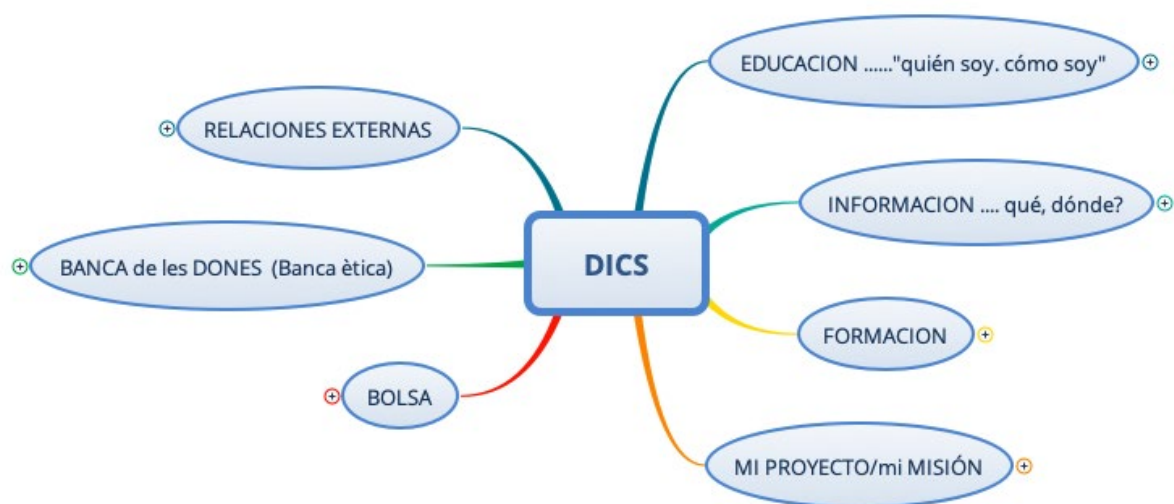 EDUCACION ......"quién soy. cómo soy"
RELACIONES EXTERNAS
INFORMACION .... qué, dónde?
DICS
BANCA de les DONES  (Banca ètica)
FORMACION
BOLSA
MI PROYECTO/mi MISIÓN